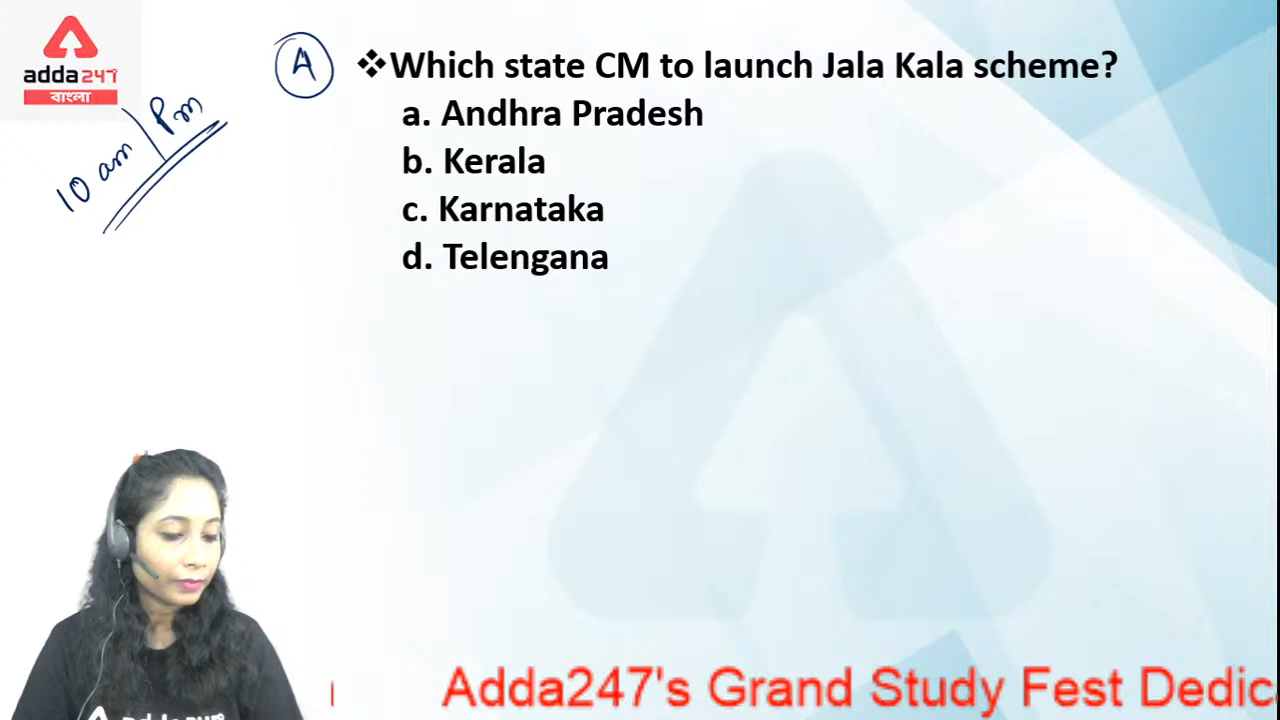 adda247
বাংলা
10 am | Pm
A
❖Which state CM to launch Jala Kala scheme?
a. Andhra Pradesh
b. Kerala
c. Karnataka
d. Telengana
Adda247's Grand Study Fest Dedic